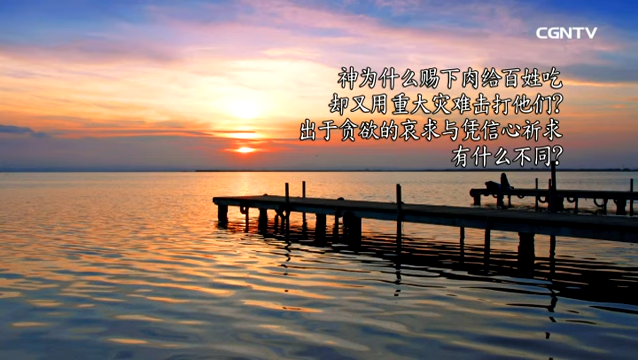 CGNTV
神为什么赐下肉给百姓吃
却又用重大灾难击打他们?
出于贪欲的哀求与凭信心祈求
有什么不同?